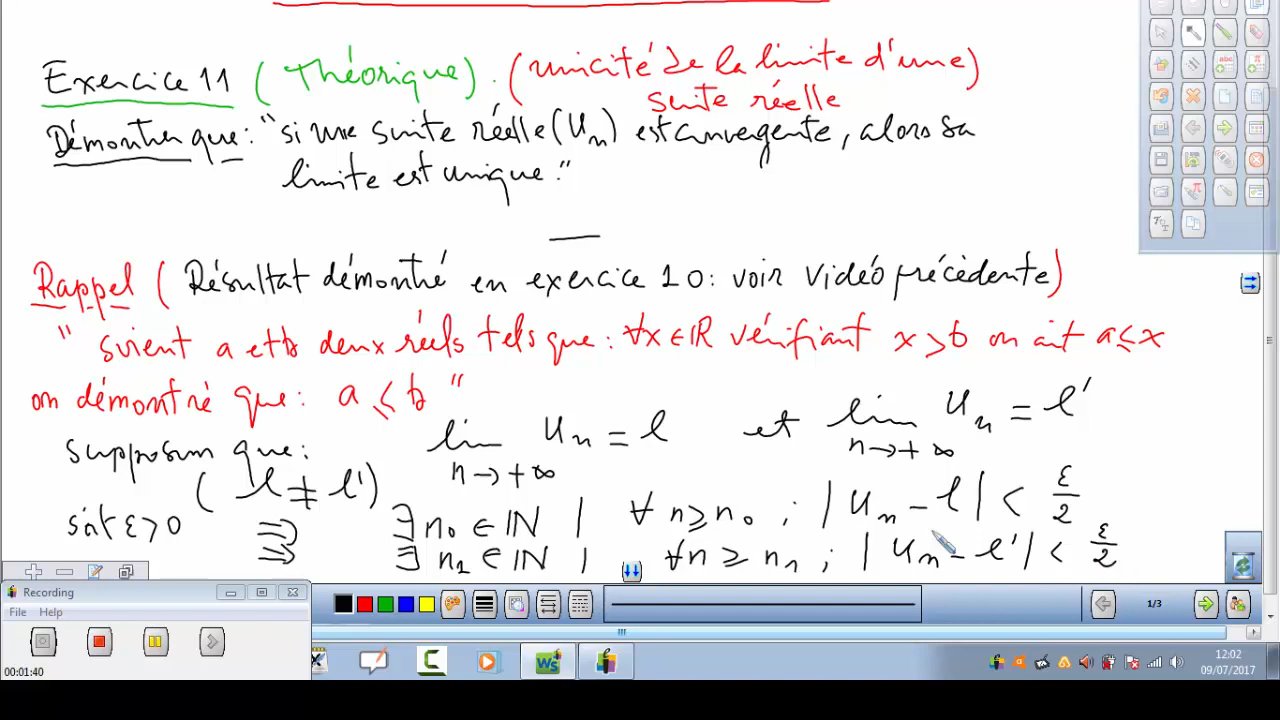 Exercice 11 (Théorique). (unicité de la limite d'une)
suite réelle
Démontrer que: "si une suite réelle (Un) est convergente, alors sa
limite est unique."
Rappel ( Résultat démontré en exercice 10: voir vidéo précédente)
" soient a et b deux réels tels que: ∀x ∈ ℝ vérifiant x > b on ait a ≤ x
on démontré que: a ≤ b "
supposons que: lim Un = l et lim Un = l'
n→+∞ n→+∞
( l ≠ l')
soit ε>0 ⇒ ∃ n₀ ∈ ℕ | ∀ n ≥ n₀ ; | Un - l | < ε/2
⇒ ∃ n₁ ∈ ℕ | ∀n ≥ n₁ ; | Un - l' | < ε/2
Recording
File Help
00:01:40
1/3
12:02
09/07/2017